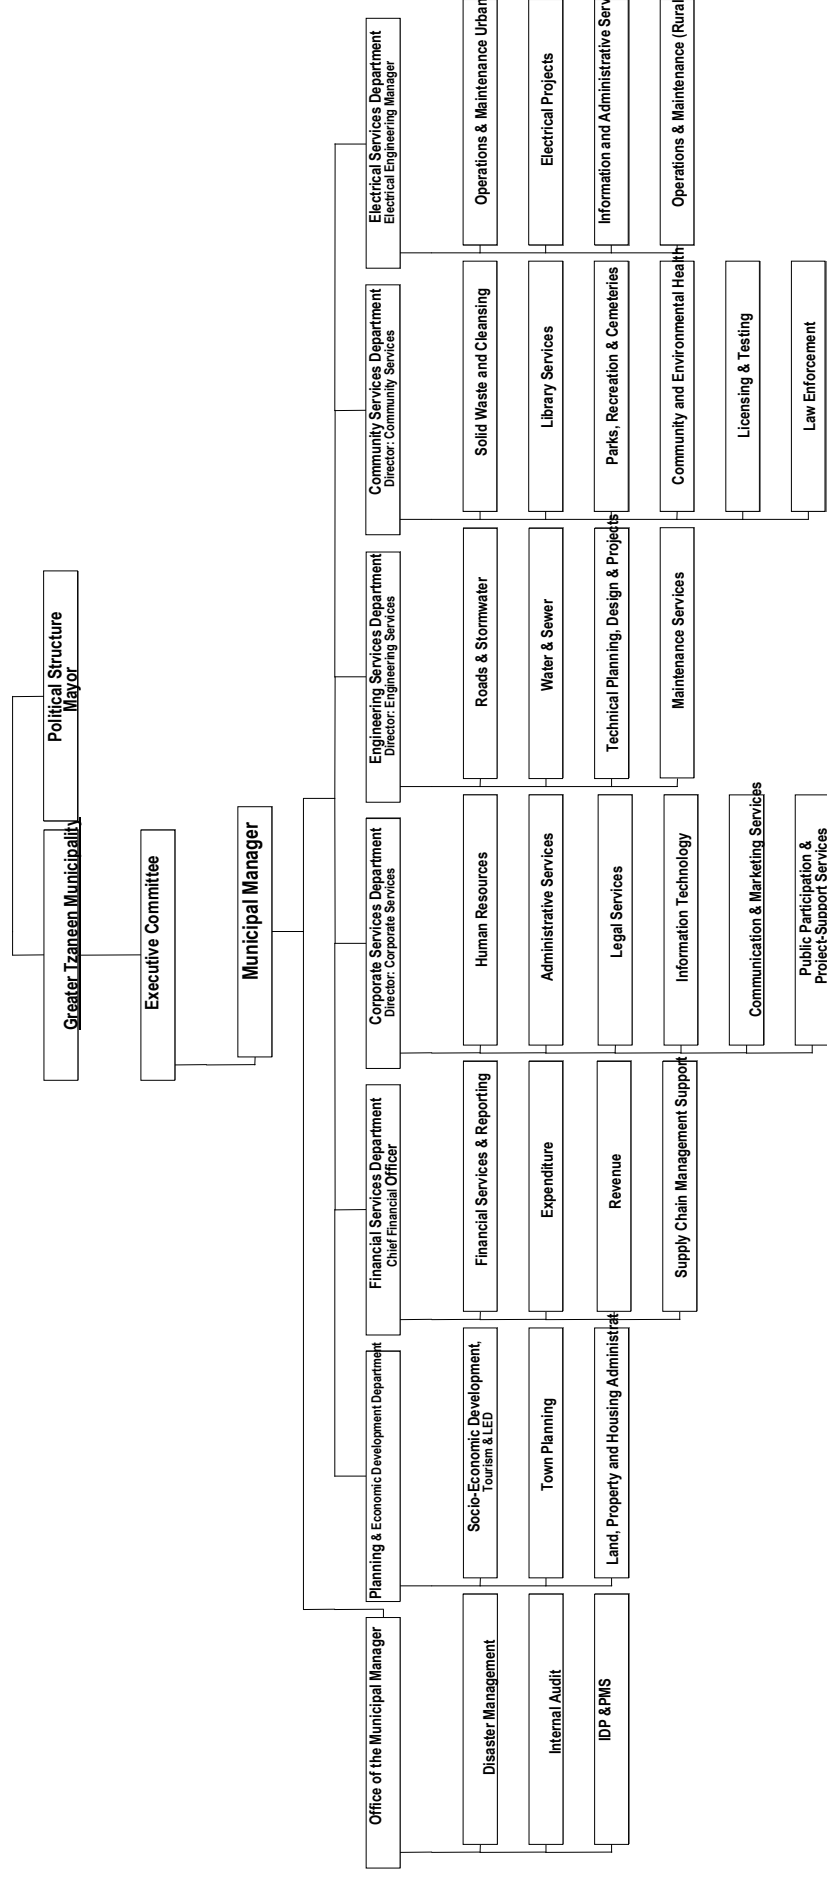 Greater Tzaneen Municipality
Political Structure
Mayor
Executive Committee
Municipal Manager
Office of the Municipal Manager
Disaster Management
Internal Audit
IDP &PMS
Planning & Economic Development Department
Socio-Economic Development,
Tourism & LED
Town Planning
Land, Property and Housing Administrat
Financial Services Department
Chief Financial Officer
Financial Services & Reporting
Expenditure
Revenue
Supply Chain Management Support
Corporate Services Department
Director: Corporate Services
Human Resources
Administrative Services
Legal Services
Information Technology
Communication & Marketing Services
Public Participation &
Project-Support Services
Engineering Services Department
Director: Engineering Services
Roads & Stormwater
Water & Sewer
Technical Planning, Design & Projects
Maintenance Services
Community Services Department
Director: Community Services
Solid Waste and Cleansing
Library Services
Parks, Recreation & Cemeteries
Community and Environmental Health
Licensing & Testing
Law Enforcement
Electrical Services Department
Electrical Engineering Manager
Operations & Maintenance Urban
Electrical Projects
Information and Administrative Serv
Operations & Maintenance (Rural